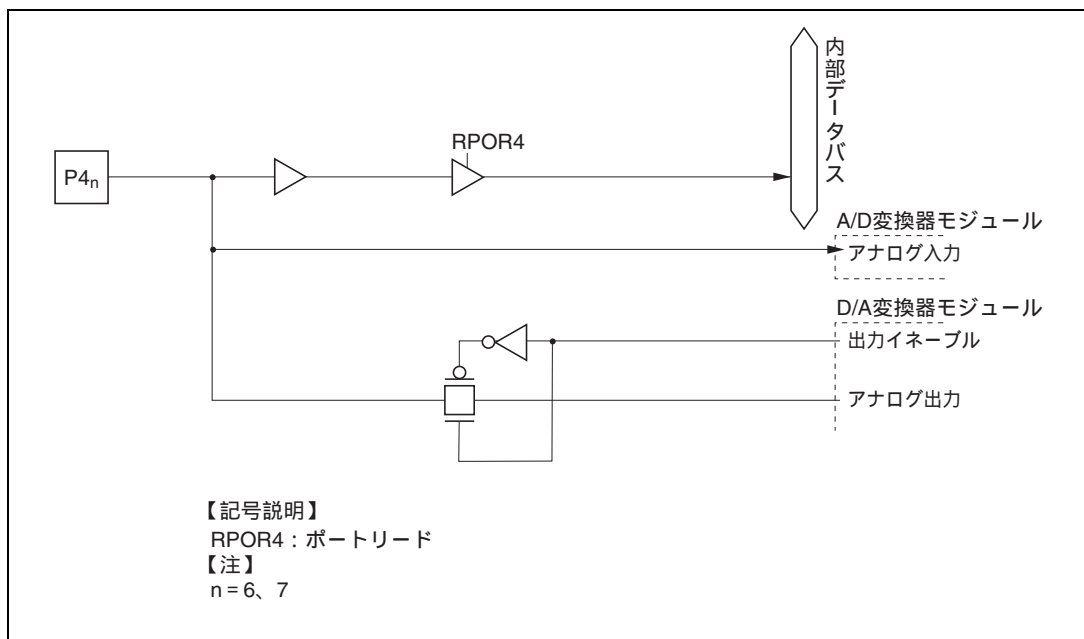 内部データバス
RPOR4
P4n
A/D変換器モジュール
アナログ入力
D/A変換器モジュール
出力イネーブル
アナログ出力
【記号説明】
RPOR4：ポートリード
【注】
n = 6、7